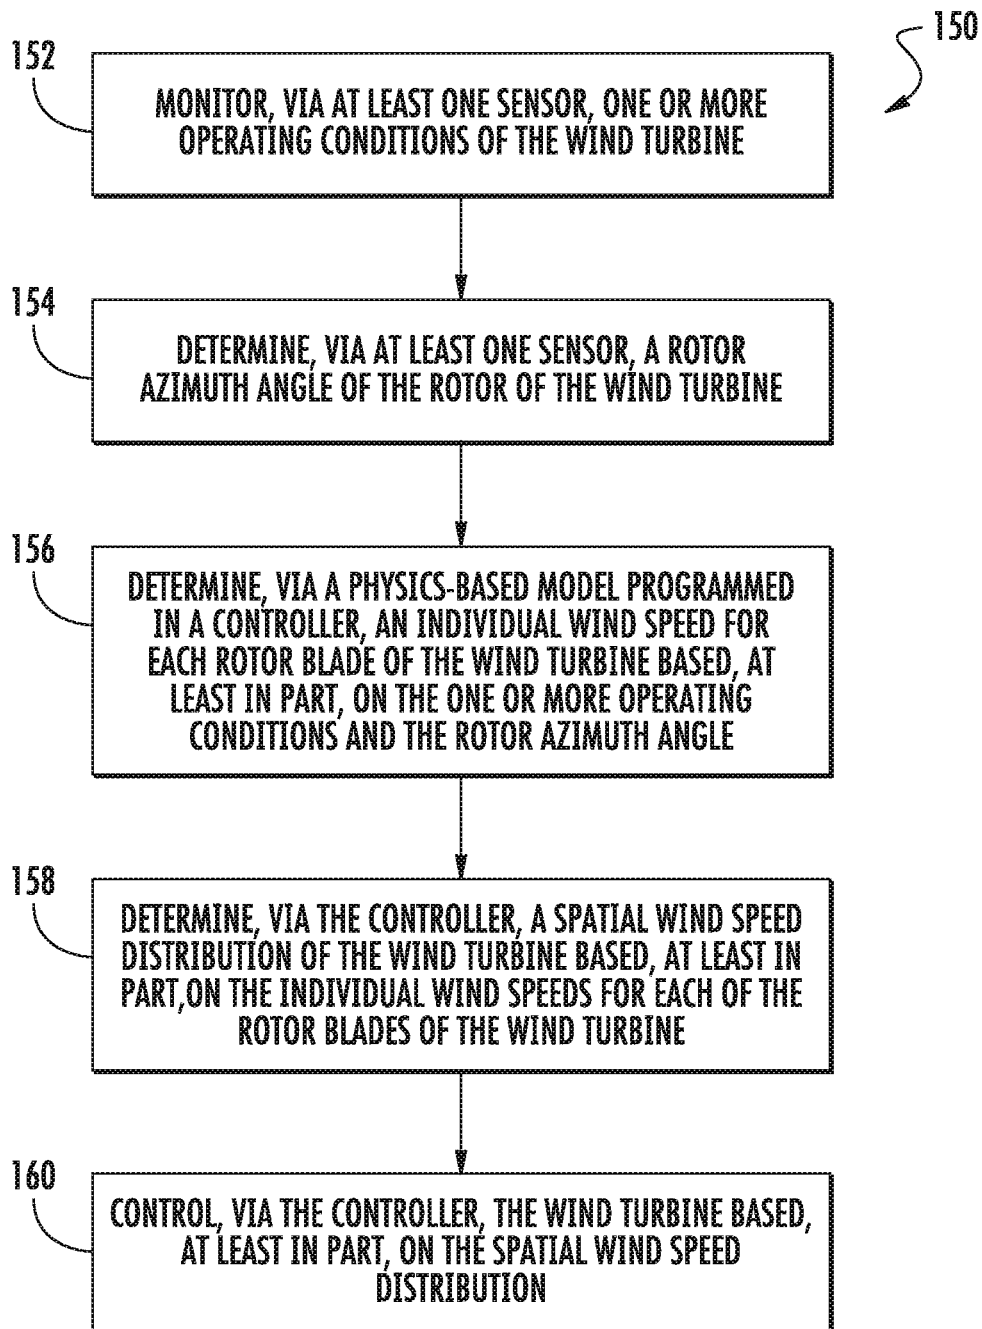 150
152
MONITOR, VIA AT LEAST ONE SENSOR, ONE OR MORE
OPERATING CONDITIONS OF THE WIND TURBINE
154
DETERMINE, VIA AT LEAST ONE SENSOR, A ROTOR
AZIMUTH ANGLE OF THE ROTOR OF THE WIND TURBINE
156
DETERMINE, VIA A PHYSICS-BASED MODEL PROGRAMMED
IN A CONTROLLER, AN INDIVIDUAL WIND SPEED FOR
EACH ROTOR BLADE OF THE WIND TURBINE BASED, AT
LEAST IN PART, ON THE ONE OR MORE OPERATING
CONDITIONS AND THE ROTOR AZIMUTH ANGLE
158
DETERMINE, VIA THE CONTROLLER, A SPATIAL WIND SPEED
DISTRIBUTION OF THE WIND TURBINE BASED, AT LEAST IN
PART,ON THE INDIVIDUAL WIND SPEEDS FOR EACH OF THE
ROTOR BLADES OF THE WIND TURBINE
160
CONTROL, VIA THE CONTROLLER, THE WIND TURBINE BASED,
AT LEAST IN PART, ON THE SPATIAL WIND SPEED
DISTRIBUTION